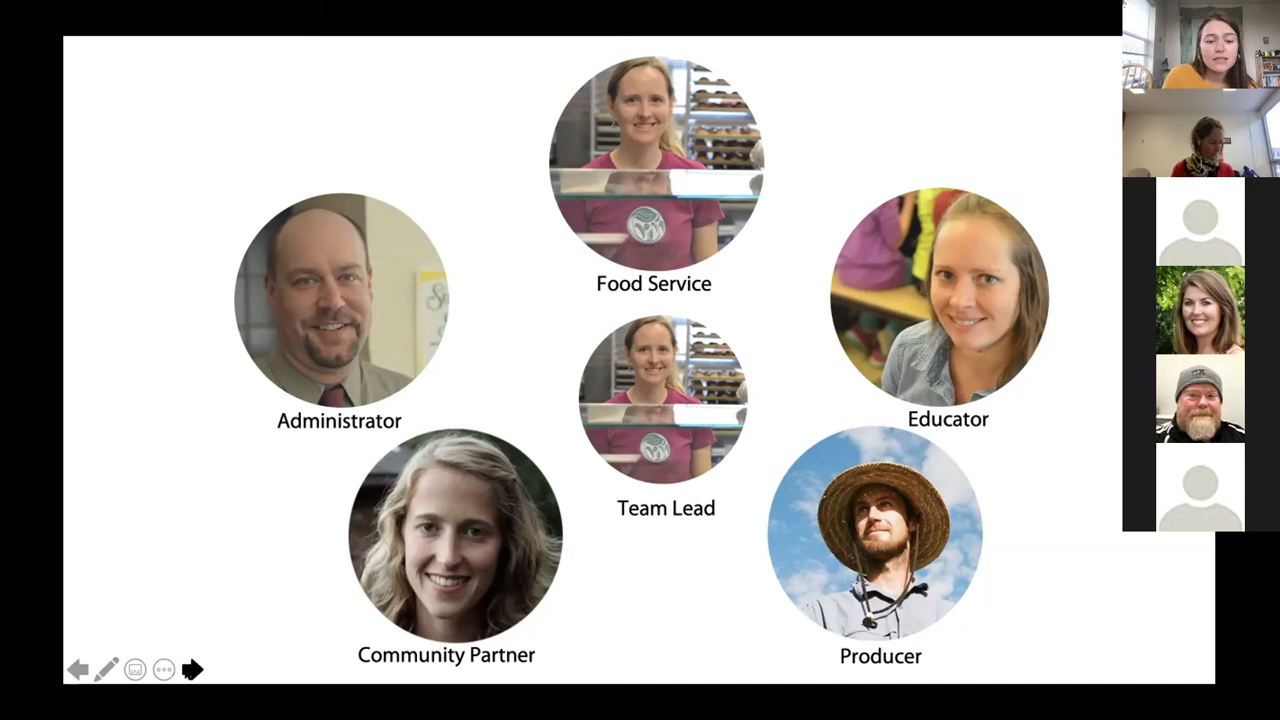 Food Service
Administrator
Educator
Team Lead
Community Partner
Producer